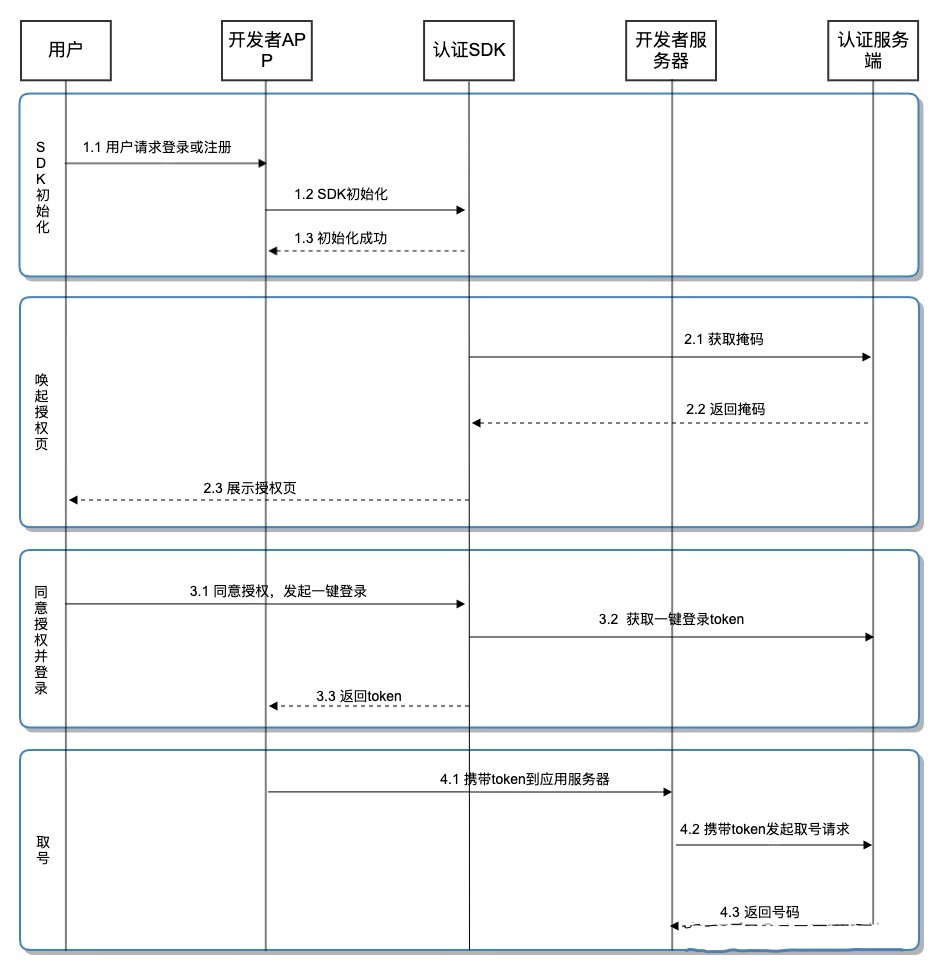 用户
开发者AP
P
认证SDK
开发者服
务器
认证服务
端
SDK初始化
1.1 用户请求登录或注册
1.2 SDK初始化
1.3 初始化成功
唤起授权页
2.1 获取掩码
2.2 返回掩码
2.3 展示授权页
同意授权并登录
3.1 同意授权，发起一键登录
3.2 获取一键登录token
3.3 返回token
取号
4.1 携带token到应用服务器
4.2 携带token发起取号请求
4.3 返回号码